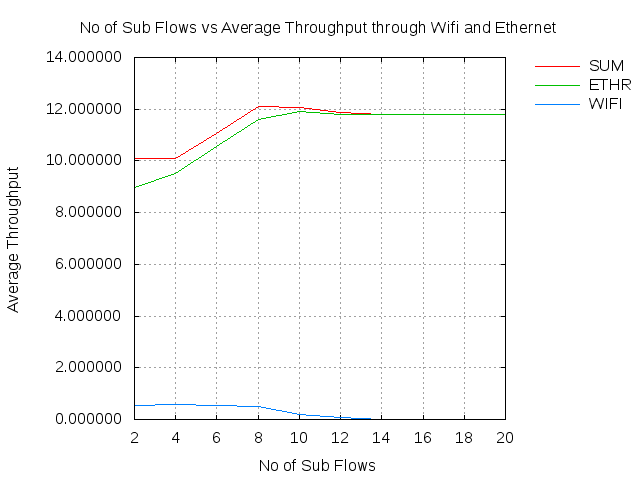 No of Sub Flows vs Average Throughput through Wifi and Ethernet
14.000000
12.000000
10.000000
8.000000
6.000000
4.000000
2.000000
0.000000
Average Throughput
2 4 6 8 10 12 14 16 18 20
No of Sub Flows
SUM
ETHR
WIFI